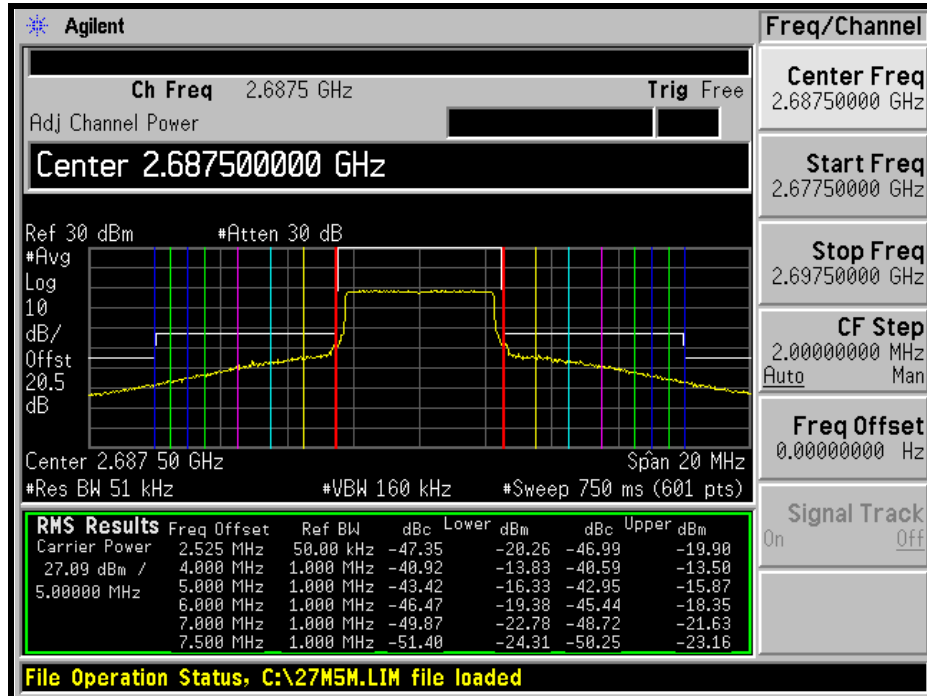 Agilent
Freq/Channel
Ch Freq 2.6875 GHz Trig Free
Adj Channel Power
Center 2.687500000 GHz
Center Freq
2.68750000 GHz
Start Freq
2.67750000 GHz
Stop Freq
2.69750000 GHz
CF Step
2.00000000 MHz
Auto Man
Freq Offset
0.00000000 Hz
Signal Track
On Off
Ref 30 dBm #Atten 30 dB
#Avg
Log
10
dB/
Offst
20.5
dB
Center 2.687 50 GHz Span 20 MHz
#Res BW 51 kHz #VBW 160 kHz #Sweep 750 ms (601 pts)
RMS Results Freq Offset Ref BW dBc Lower dBm dBc Upper dBm
Carrier Power 2.525 MHz 50.00 kHz -47.35 -20.26 -46.99 -19.90
27.09 dBm / 4.000 MHz 1.000 MHz -40.92 -13.83 -40.59 -13.50
5.00000 MHz 5.000 MHz 1.000 MHz -43.42 -16.33 -42.95 -15.87
6.000 MHz 1.000 MHz -46.47 -19.38 -45.44 -18.35
7.000 MHz 1.000 MHz -49.87 -22.78 -48.72 -21.63
7.500 MHz 1.000 MHz -51.40 -24.31 -50.25 -23.16
File Operation Status, C:\27M5M.LIM file loaded